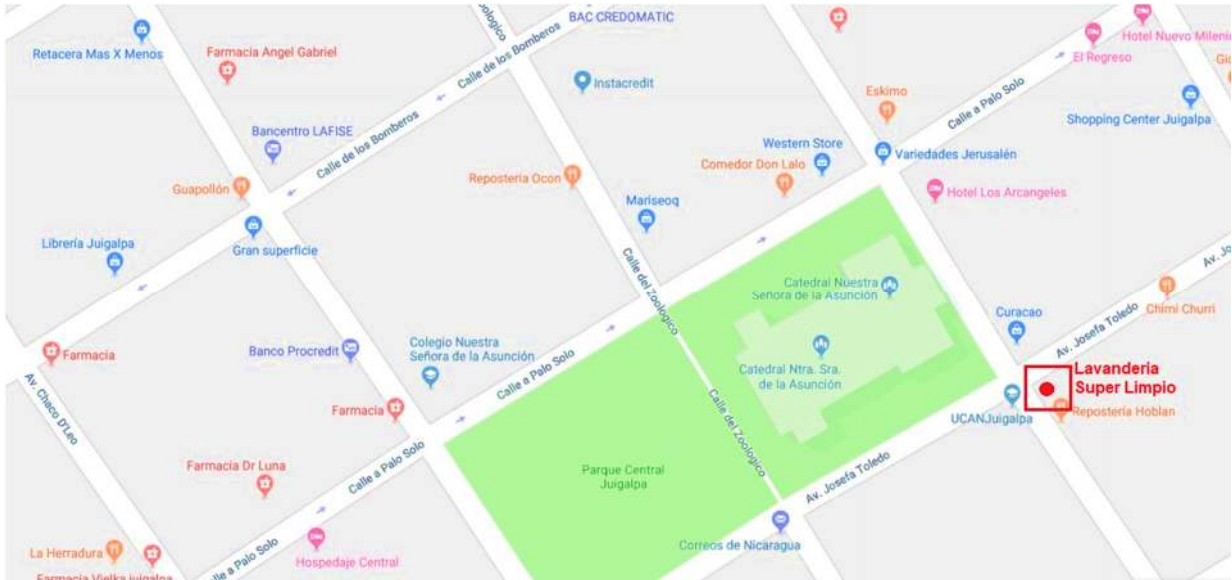 BAC CREDOMATIC
Hotel Nuevo Milenio
Retacera Mas X Menos
Farmacia Angel Gabriel
Calle de los Bomberos
El Regreso
Instacredit
Eskimo
Calle a Palo Solo
Shopping Center Juigalpa
Bancentro LAFISE
Calle de los Bomberos
Western Store
Variedades Jerusalén
Comedor Don Lalo
Guapollón
Repostería Ocon
Hotel Los Arcangeles
Mariseoq
Librería Juigalpa
Gran superficie
Calle del Zoologico
Catedral Nuestra
Señora de la Asunción
Chimi Churri
Curacao
Av. Josefa Toledo
Farmacia
Banco Procredit
Colegio Nuestra
Señora de la Asunción
Calle a Palo Solo
Catedral Ntra. Sra.
de la Asunción
Lavanderia
Super Limpio
Av. Chaco D'Leo
Farmacia
Calle del Zoologico
UCANJuigalpa
Repostería Hoblan
Calle a Palo Solo
Farmacia Dr Luna
Parque Central
Juigalpa
Av. Josefa Toledo
La Herradura
Hospedaje Central
Correos de Nicaragua
Farmacia Vielka juigalpa